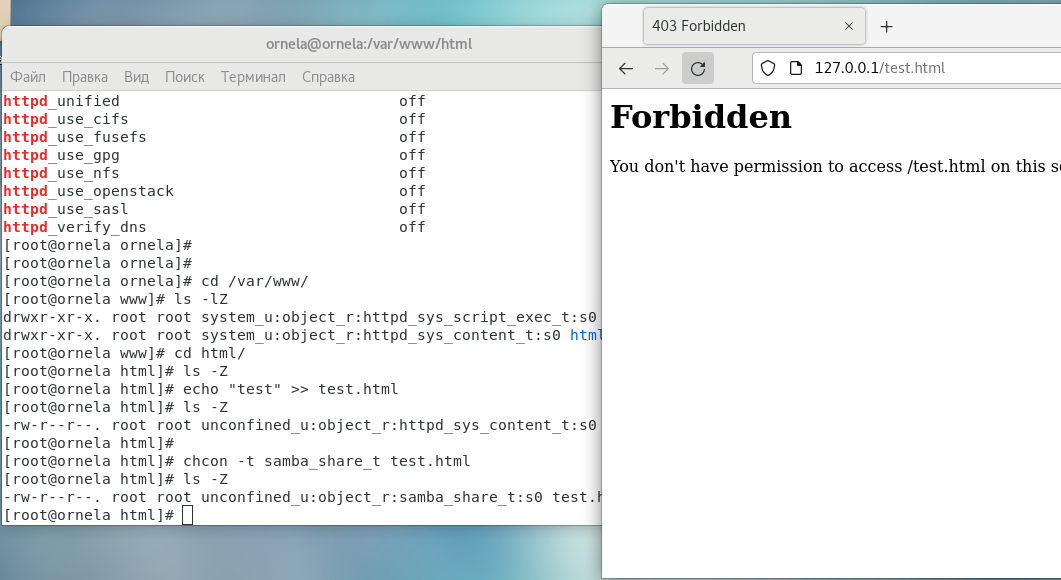 ornela@ornela:/var/www/html
Файл Правка Вид Поиск Терминал Справка
httpd_unified off
httpd_use_cifs off
httpd_use_fusefs off
httpd_use_gpg off
httpd_use_nfs off
httpd_use_openstack off
httpd_use_sasl off
httpd_verify_dns off
[root@ornela ornela]#
[root@ornela ornela]#
[root@ornela ornela]# cd /var/www/
[root@ornela www]# ls -lZ
drwxr-xr-x. root root system_u:object_r:httpd_sys_script_exec_t:s0
drwxr-xr-x. root root system_u:object_r:httpd_sys_content_t:s0 html
[root@ornela www]# cd html/
[root@ornela html]# ls -Z
[root@ornela html]# echo "test" >> test.html
[root@ornela html]# ls -Z
-rw-r--r--. root root unconfined_u:object_r:httpd_sys_content_t:s0
[root@ornela html]#
[root@ornela html]# chcon -t samba_share_t test.html
[root@ornela html]# ls -Z
-rw-r--r--. root root unconfined_u:object_r:samba_share_t:s0 test.h
[root@ornela html]#
403 Forbidden
127.0.0.1/test.html
Forbidden
You don't have permission to access /test.html on this